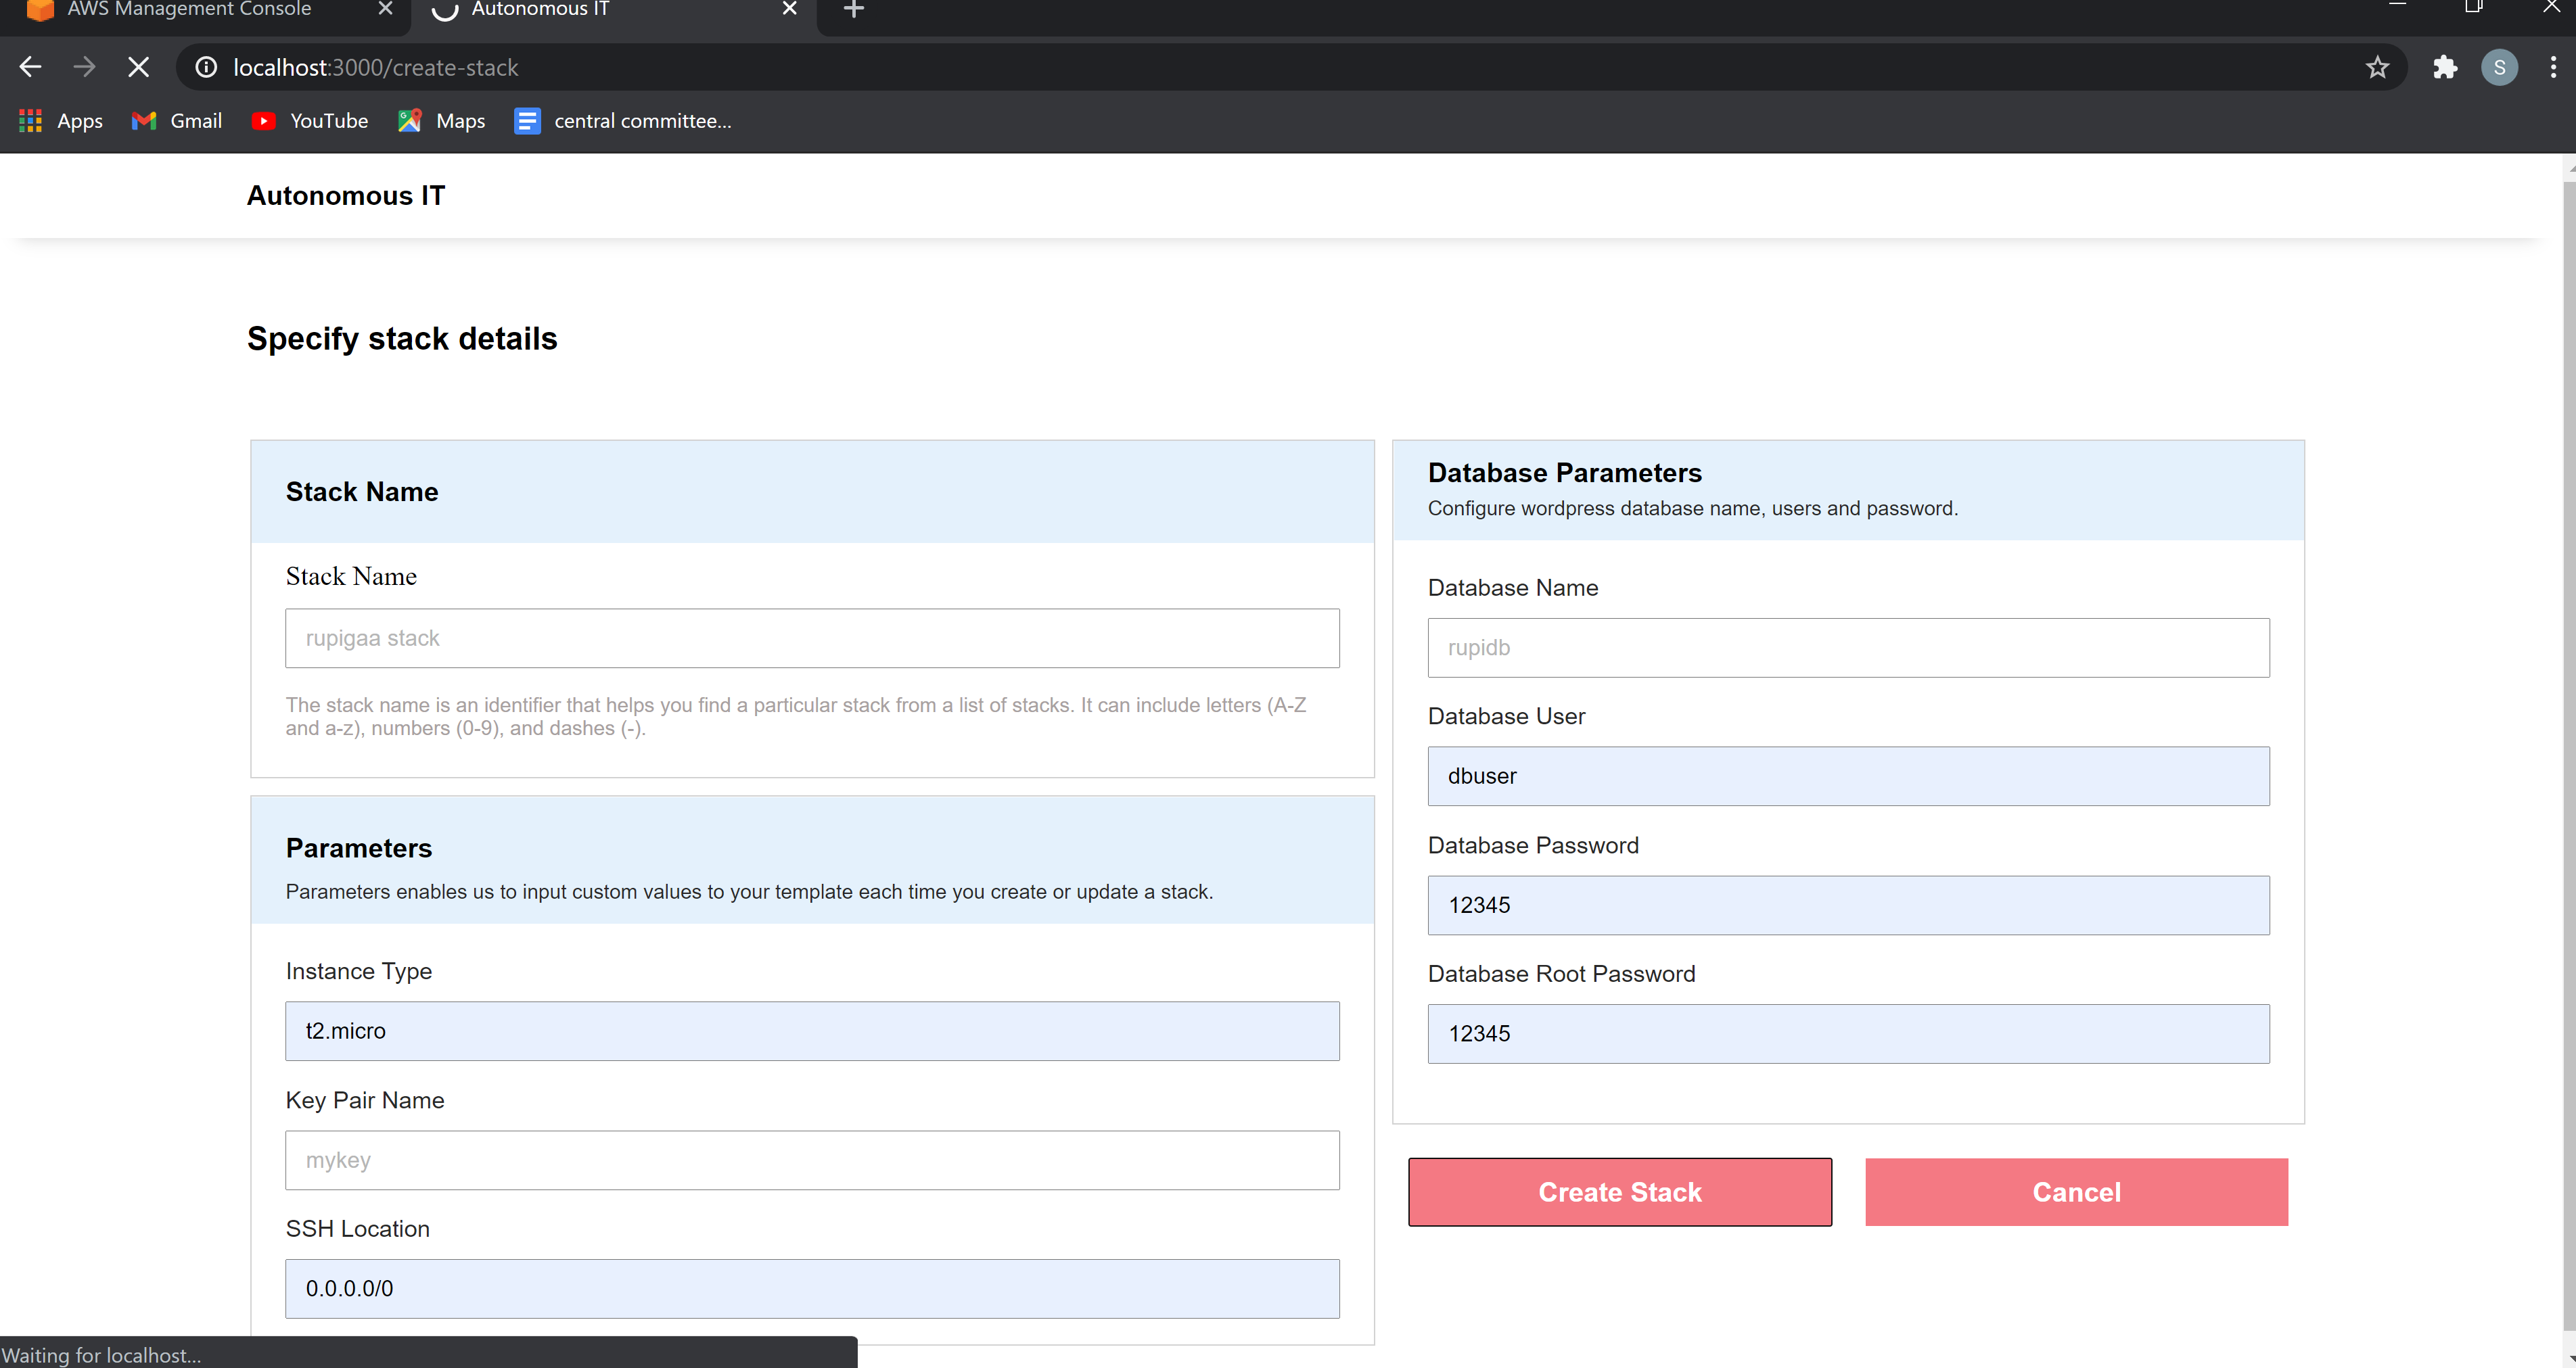 AWS Management Console
Autonomous IT
localhost:3000/create-stack
S
Apps
Gmail
YouTube
Maps
central committee...
Autonomous IT
Specify stack details
Stack Name
Stack Name
rupigaa stack
The stack name is an identifier that helps you find a particular stack from a list of stacks. It can include letters (A-Z
and a-z), numbers (0-9), and dashes (-).
Parameters
Parameters enables us to input custom values to your template each time you create or update a stack.
Instance Type
t2.micro
Key Pair Name
mykey
SSH Location
0.0.0.0/0
Database Parameters
Configure wordpress database name, users and password.
Database Name
rupidb
Database User
dbuser
Database Password
12345
Database Root Password
12345
Create Stack
Cancel
Waiting for localhost...